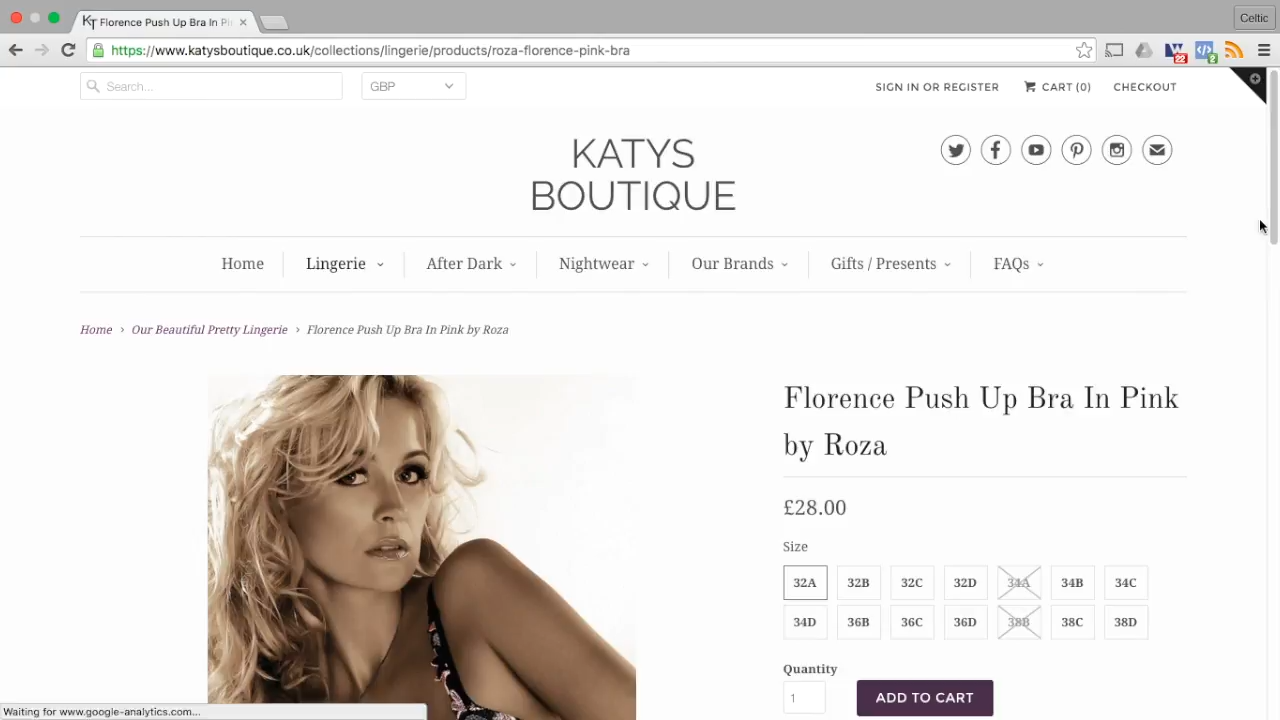 Florence Push Up Bra In Pi
Celtic
https://www.katysboutique.co.uk/collections/lingerie/products/roza-florence-pink-bra
22
2
Search...
GBP
SIGN IN OR REGISTER
CART (0)
CHECKOUT
KATYS
BOUTIQUE
Home
Lingerie
After Dark
Nightwear
Our Brands
Gifts / Presents
FAQs
Home › Our Beautiful Pretty Lingerie › Florence Push Up Bra In Pink by Roza
Florence Push Up Bra In Pink
by Roza
£28.00
Size
32A 32B 32C 32D 34A 34B 34C
34D 36B 36C 36D 38B 38C 38D
Quantity
1
ADD TO CART
Waiting for www.google-analytics.com...